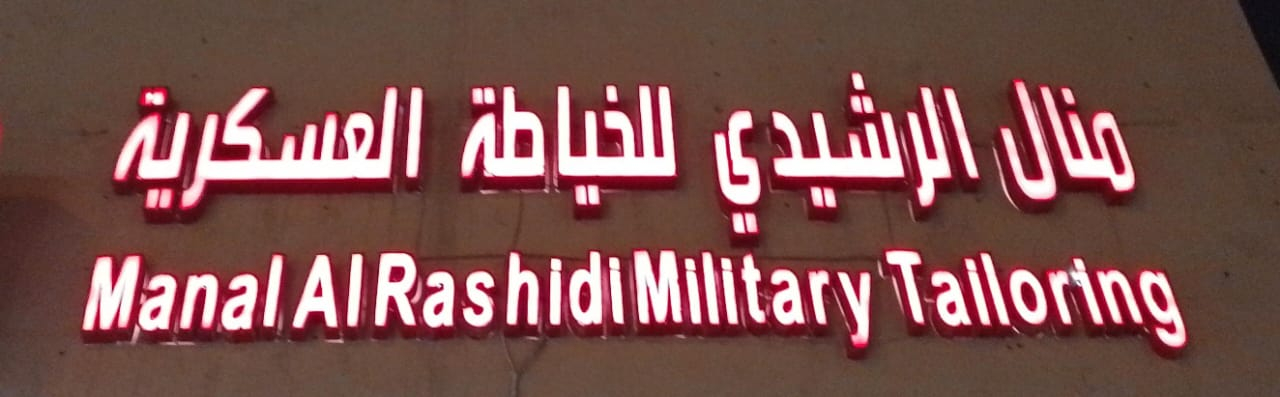 منال الرشيدي للخياطة العسكرية
Manal Al Rashidi Military Tailoring